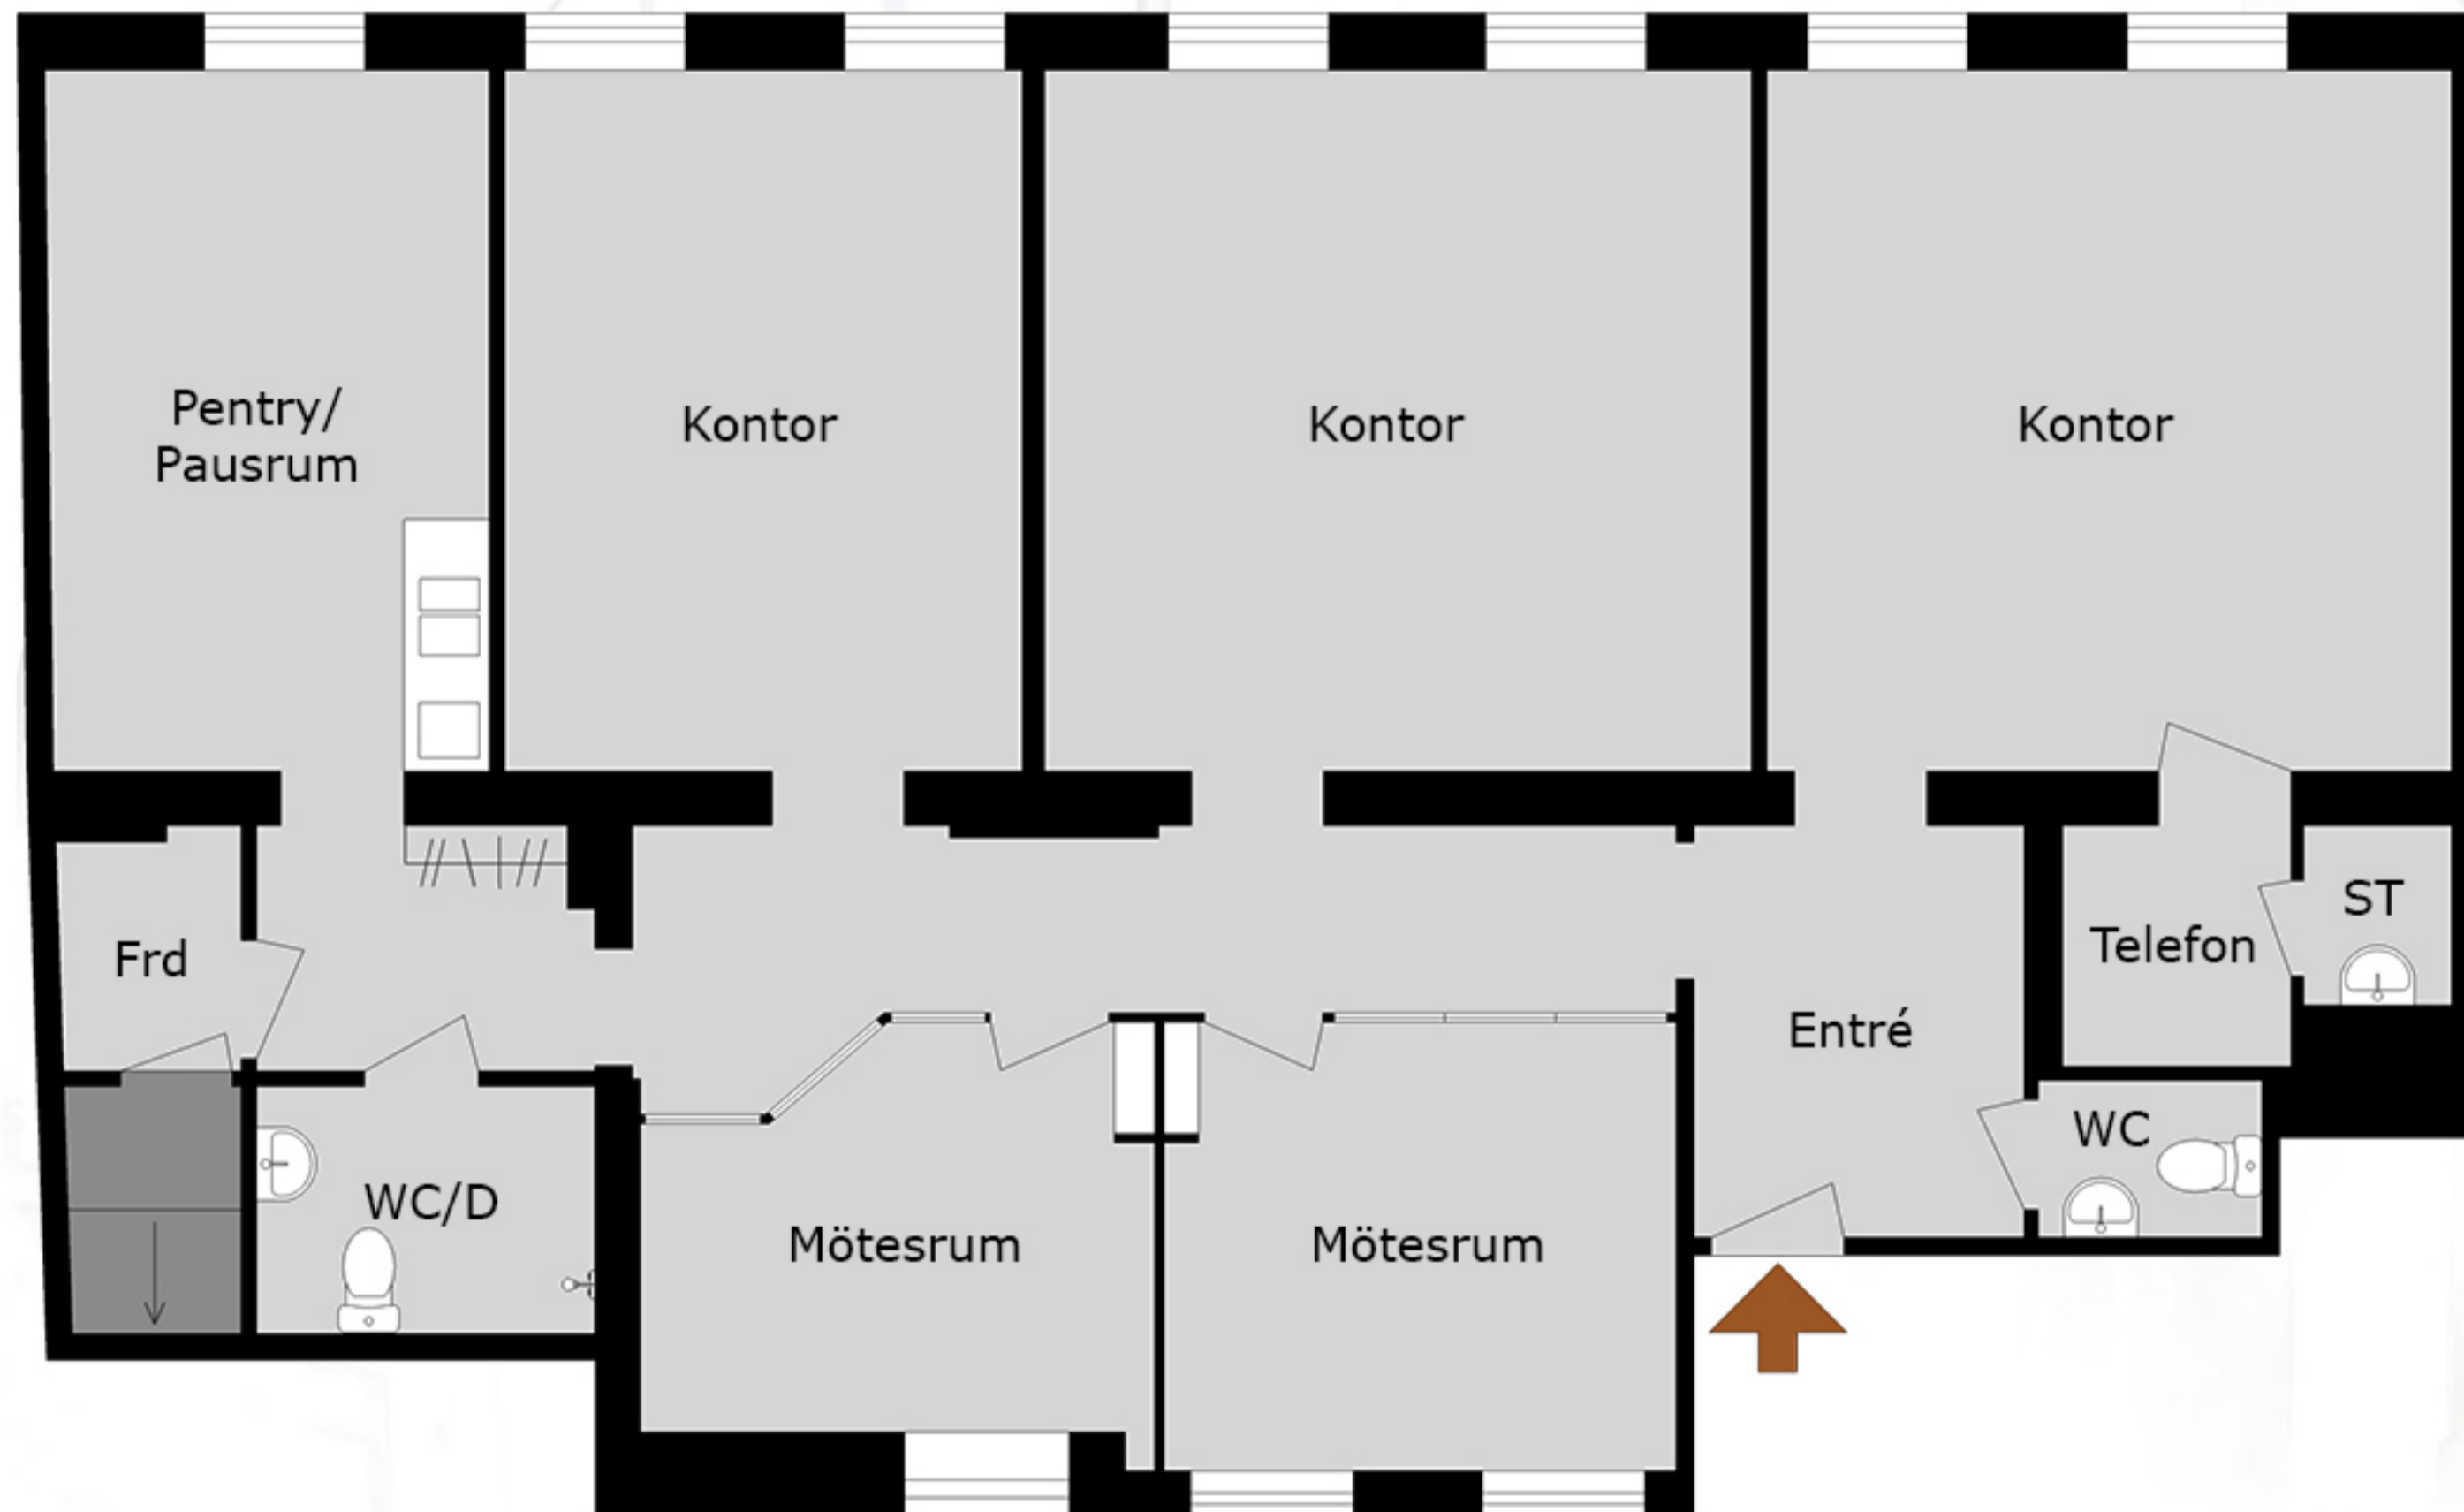 Pentry/
Pausrum
Kontor
Kontor
Kontor
Frd
Telefon
ST
Entré
WC/D
WC
Mötesrum
Mötesrum